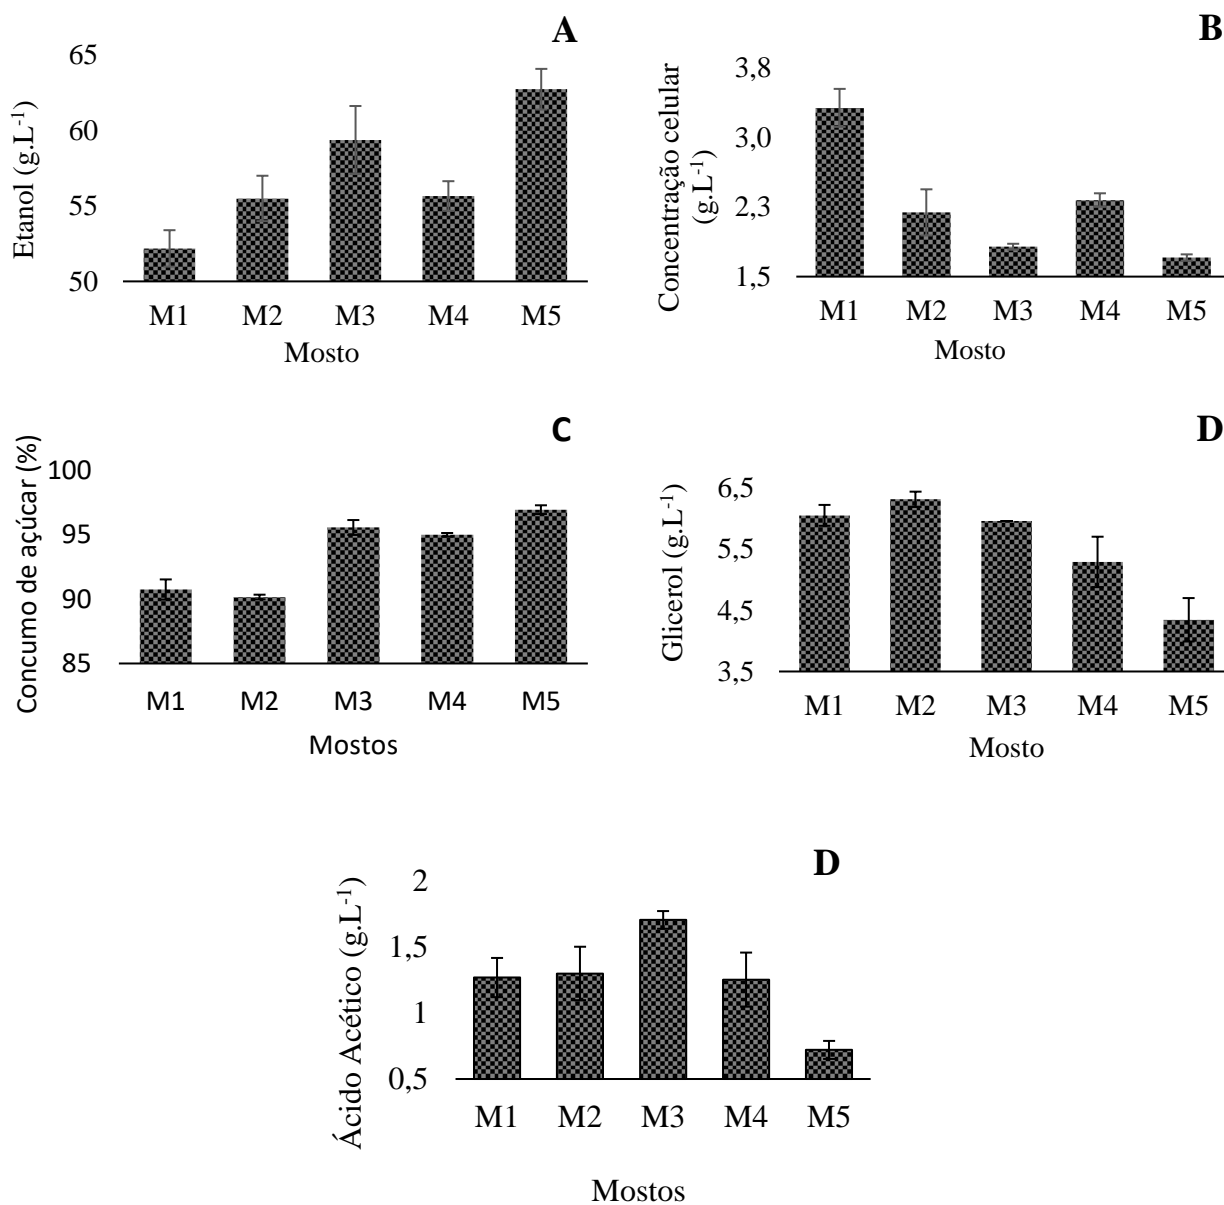 A
Etanol (g.L-1)
65
60
55
50
M1 M2 M3 M4 M5
Mosto
B
Concentração celular
(g.L-1)
3,8
3,0
2,3
1,5
M1 M2 M3 M4 M5
Mosto
C
Concumo de açúcar (%)
100
95
90
85
M1 M2 M3 M4 M5
Mostos
D
Glicerol (g.L-1)
6,5
5,5
4,5
3,5
M1 M2 M3 M4 M5
Mosto
D
Ácido Acético (g.L-1)
2
1,5
1
0,5
M1 M2 M3 M4 M5
Mostos